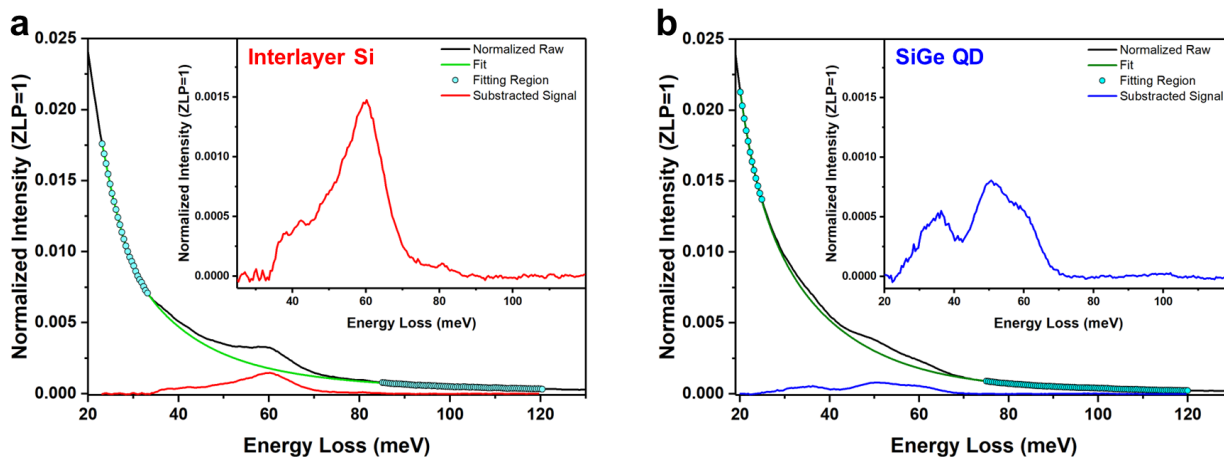 a
Normalized Intensity (ZLP=1)
0.025
0.020
0.015
0.010
0.005
0.000
20 40 60 80 100 120
Energy Loss (meV)
Interlayer Si
Normalized Raw
Fit
Fitting Region
Substracted Signal
Normalized Intensity (ZLP=1)
0.0015
0.0010
0.0005
0.0000
40 60 80 100
Energy Loss (meV)
b
Normalized Intensity (ZLP=1)
0.025
0.020
0.015
0.010
0.005
0.000
20 40 60 80 100 120
Energy Loss (meV)
SiGe QD
Normalized Raw
Fit
Fitting Region
Substracted Signal
Normalized Intensity (ZLP=1)
0.0015
0.0010
0.0005
0.0000
20 40 60 80 100
Energy Loss (meV)